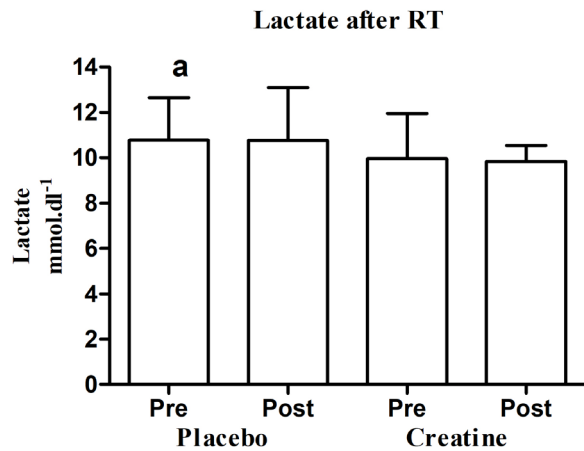 Lactate after RT
a
14
12
10
8
6
4
2
0
Lactate
mmol.dl⁻¹
Pre Post Pre Post
Placebo Creatine